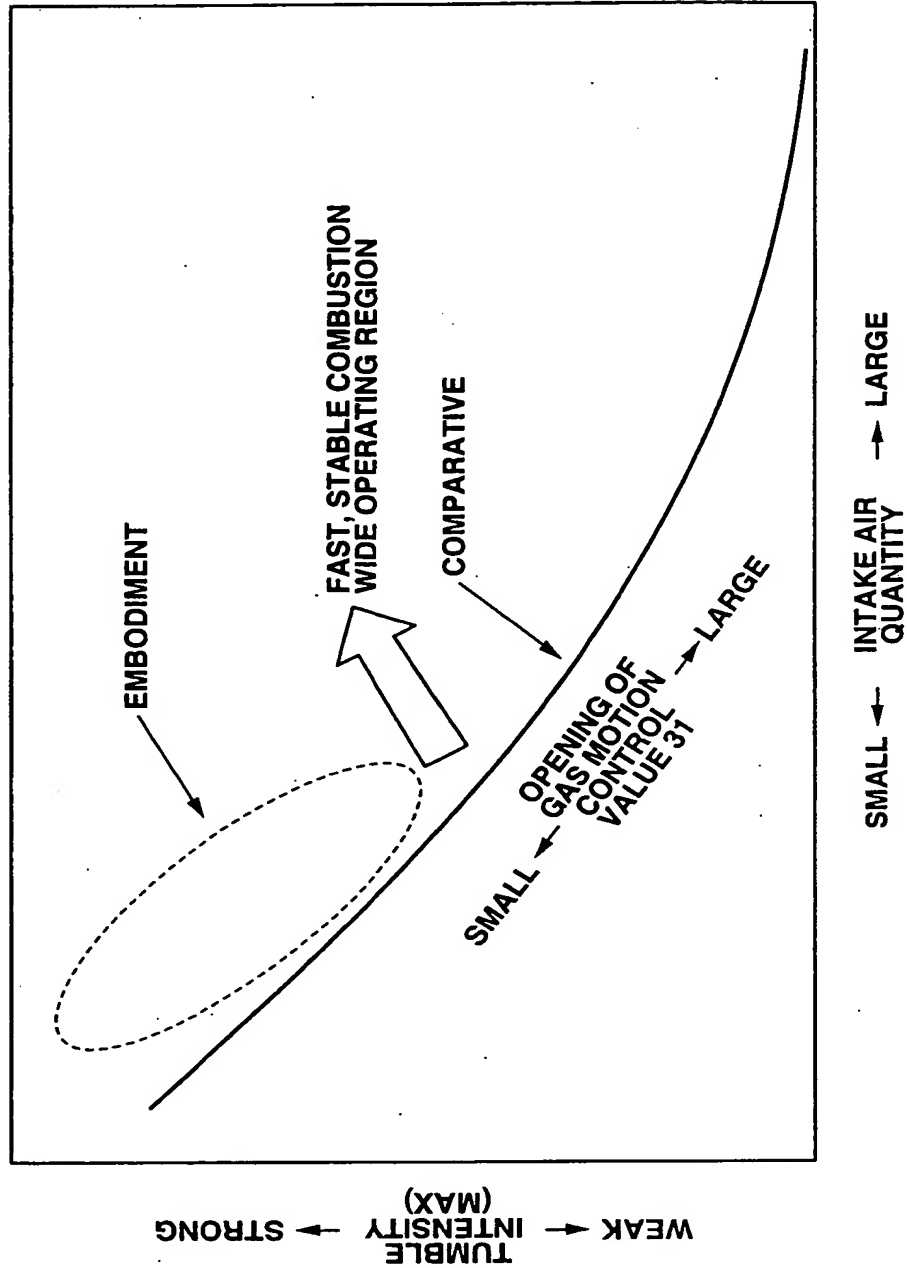 EMBODIMENT
FAST, STABLE COMBUSTION
WIDE OPERATING REGION
COMPARATIVE
OPENING OF
GAS MOTION
CONTROL
VALUE 31
SMALL ←
→ LARGE
WEAK ← TUMBLE → STRONG
INTENSITY
(MAX)
SMALL ← INTAKE AIR → LARGE
QUANTITY